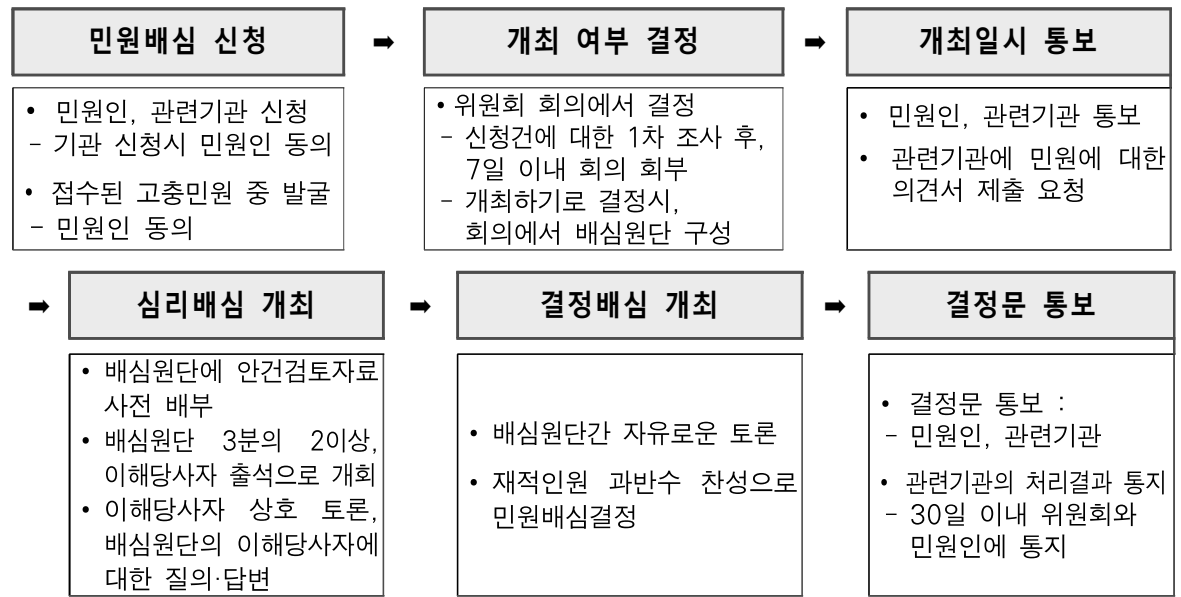 민원배심 신청 ➡ 개최 여부 결정 ➡ 개최일시 통보
• 민원인, 관련기관 신청
- 기관 신청시 민원인 동의
• 접수된 고충민원 중 발굴
- 민원인 동의
• 위원회 회의에서 결정
- 신청건에 대한 1차 조사 후,
7일 이내 회의 회부
- 개최하기로 결정시,
회의에서 배심원단 구성
• 민원인, 관련기관 통보
• 관련기관에 민원에 대한
의견서 제출 요청
➡ 심리배심 개최 ➡ 결정배심 개최 ➡ 결정문 통보
• 배심원단에 안건검토자료
사전 배부
• 배심원단 3분의 2이상,
이해당사자 출석으로 개회
• 이해당사자 상호 토론,
배심원단의 이해당사자에
대한 질의·답변
• 배심원단간 자유로운 토론
• 재적인원 과반수 찬성으로
민원배심결정
• 결정문 통보 :
- 민원인, 관련기관
• 관련기관의 처리결과 통지
- 30일 이내 위원회와
민원인에 통지